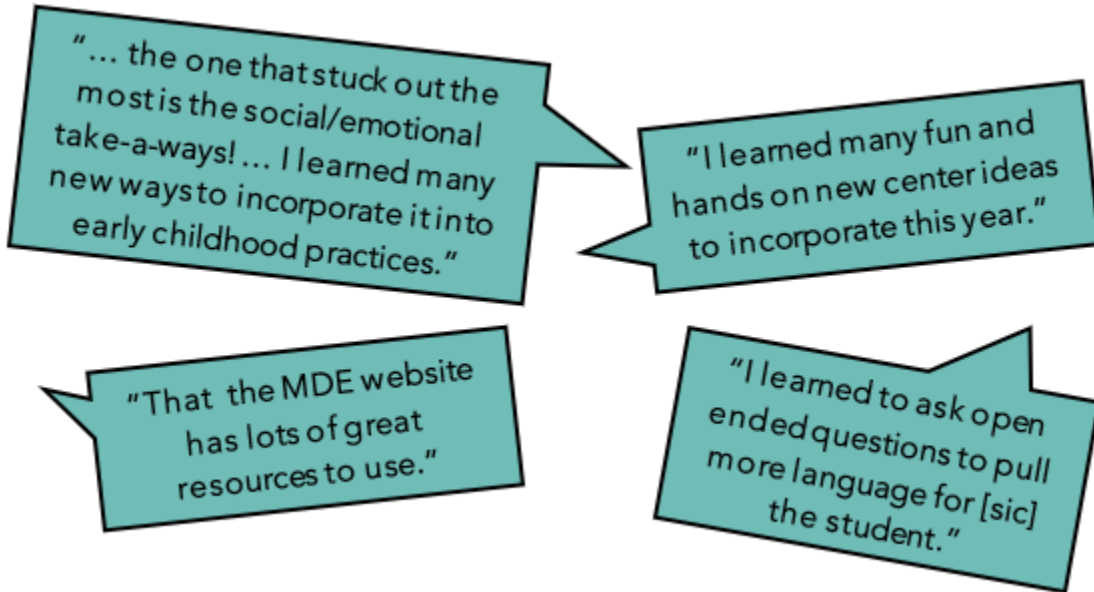 "... the one that stuck out the
most is the social/emotional
take-a-ways! ... I learned many
new ways to incorporate it into
early childhood practices."
"I learned many fun and
hands on new center ideas
to incorporate this year."
"That the MDE website
has lots of great
resources to use."
"I learned to ask open
ended questions to pull
more language for [sic]
the student."